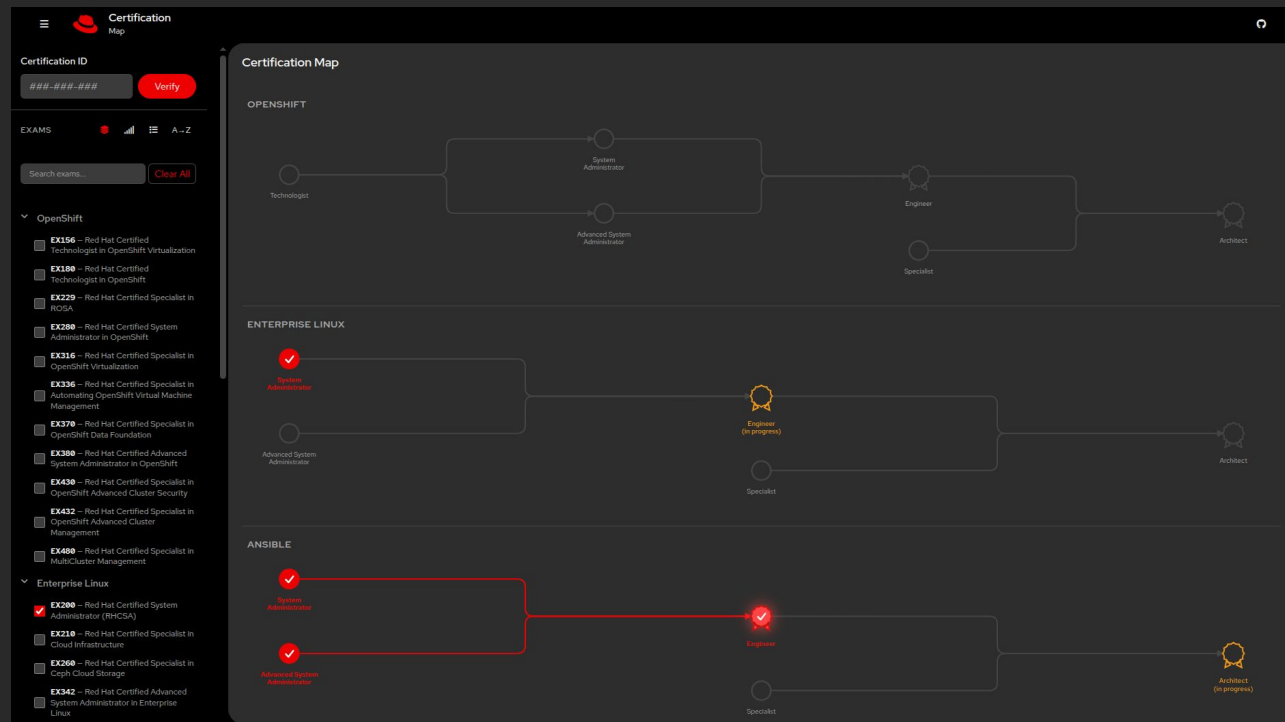 Certification
Map
Certification ID
###-###-###
Verify
EXAMS
A→Z
Search exams...
Clear All
OpenShift
EX156 – Red Hat Certified
Technologist in OpenShift Virtualization
EX180 – Red Hat Certified
Technologist in OpenShift
EX229 – Red Hat Certified Specialist in
ROSA
EX280 – Red Hat Certified System
Administrator in OpenShift
EX316 – Red Hat Certified Specialist in
OpenShift Virtualization
EX336 – Red Hat Certified Specialist in
Automating OpenShift Virtual Machine
Management
EX370 – Red Hat Certified Specialist in
OpenShift Data Foundation
EX380 – Red Hat Certified Advanced
System Administrator in OpenShift
EX430 – Red Hat Certified Specialist in
OpenShift Advanced Cluster Security
EX432 – Red Hat Certified Specialist in
OpenShift Advanced Cluster
Management
EX480 – Red Hat Certified Specialist in
MultiCluster Management
Enterprise Linux
EX200 – Red Hat Certified System
Administrator (RHCSA)
EX210 – Red Hat Certified Specialist in
Cloud Infrastructure
EX260 – Red Hat Certified Specialist in
Ceph Cloud Storage
EX342 – Red Hat Certified Advanced
System Administrator in Enterprise
Linux
Certification Map
OPENSHIFT
Technologist
System
Administrator
Advanced System
Administrator
Engineer
Specialist
Architect
ENTERPRISE LINUX
System
Administrator
Advanced System
Administrator
Engineer
(in progress)
Specialist
Architect
ANSIBLE
System
Administrator
Advanced System
Administrator
Engineer
Specialist
Architect
(in progress)